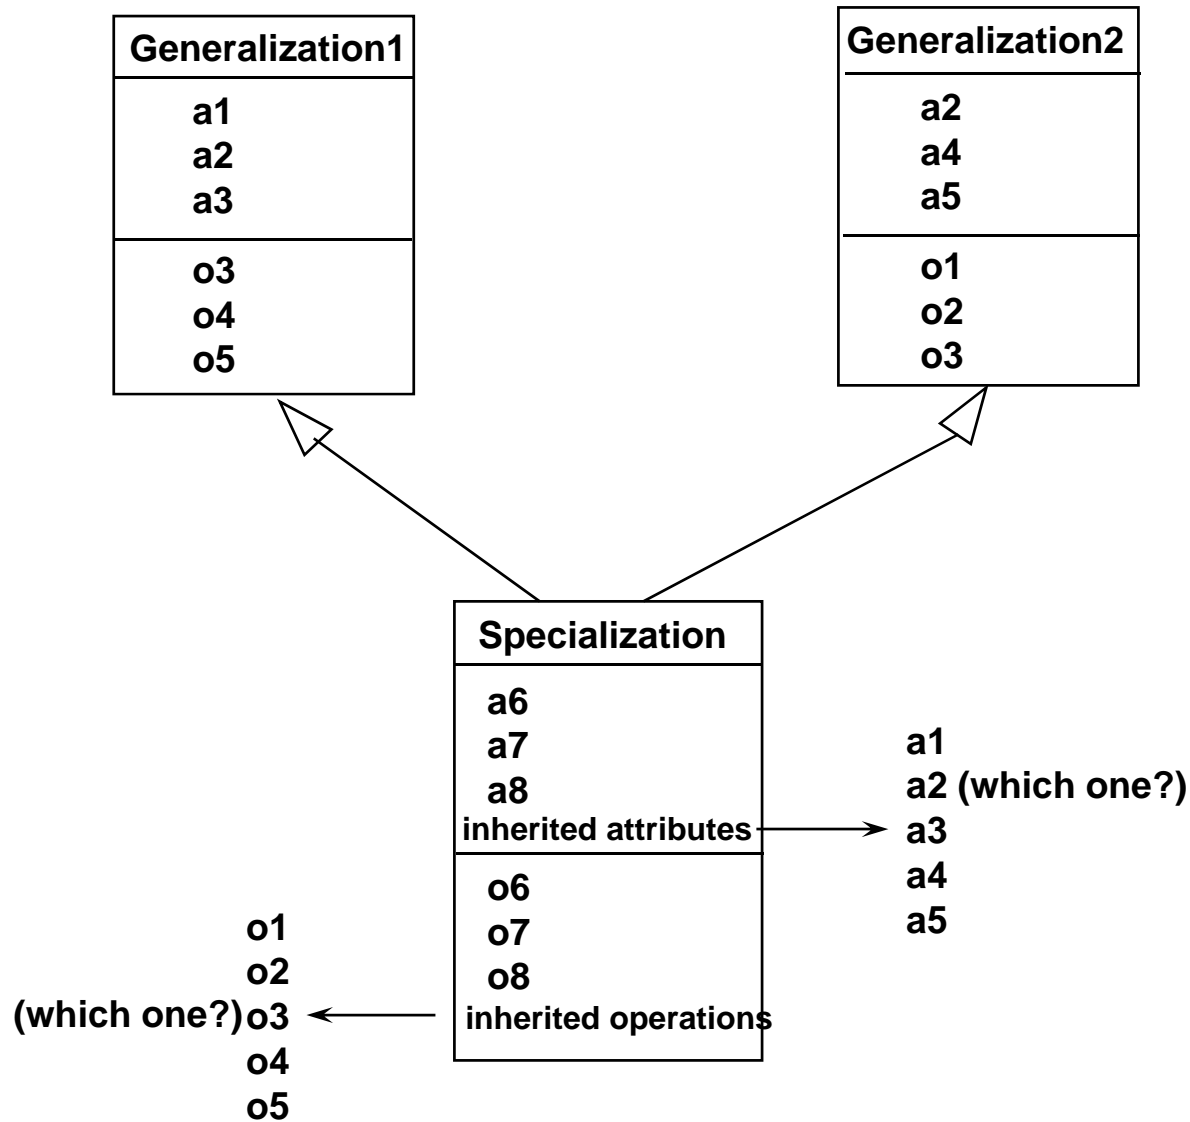 Generalization1
a1
a2
a3
o3
o4
o5
Generalization2
a2
a4
a5
o1
o2
o3
Specialization
a6
a7
a8
inherited attributes
o6
o7
o8
inherited operations
a1
a2 (which one?)
a3
a4
a5
o1
o2
(which one?) o3
o4
o5